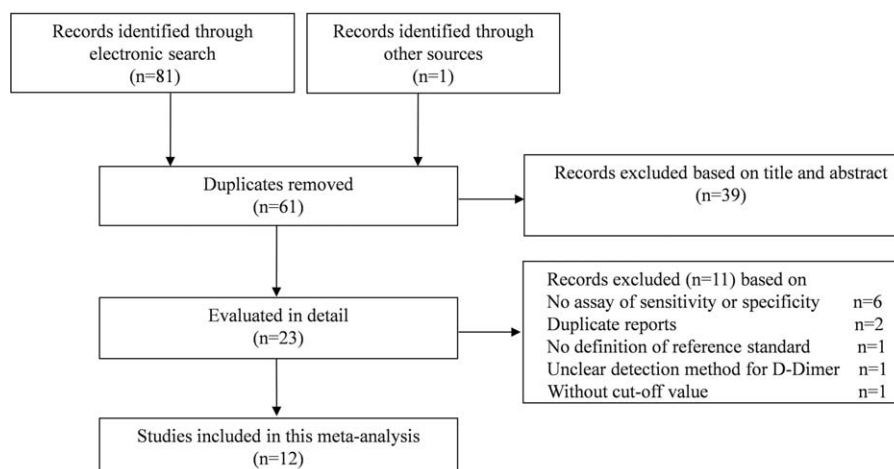 Records identified through
electronic search
(n=81)
Records identified through
other sources
(n=1)
Duplicates removed
(n=61)
Records excluded based on title and abstract
(n=39)
Evaluated in detail
(n=23)
Records excluded (n=11) based on
No assay of sensitivity or specificity n=6
Duplicate reports n=2
No definition of reference standard n=1
Unclear detection method for D-Dimer n=1
Without cut-off value n=1
Studies included in this meta-analysis
(n=12)